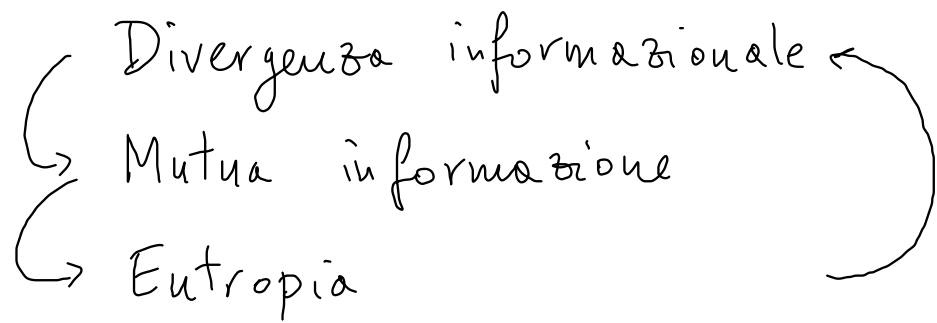 Divergenza informazionale
Mutua informazione
Entropia